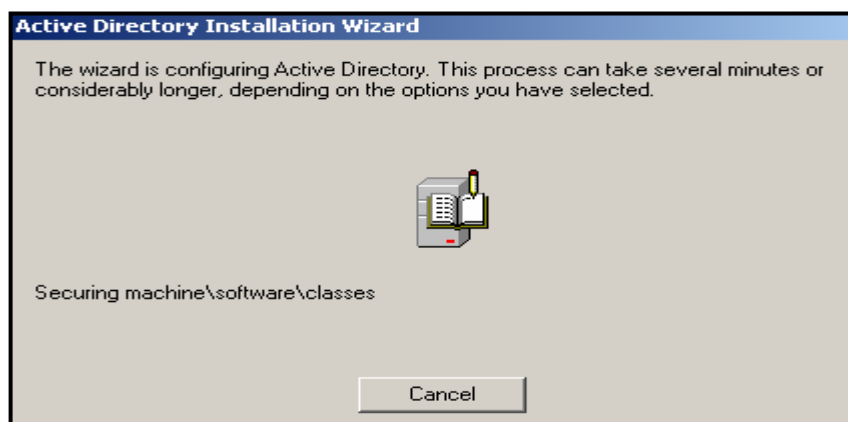 Active Directory Installation Wizard
The wizard is configuring Active Directory. This process can take several minutes or
considerably longer, depending on the options you have selected.
Securing machine\software\classes
Cancel